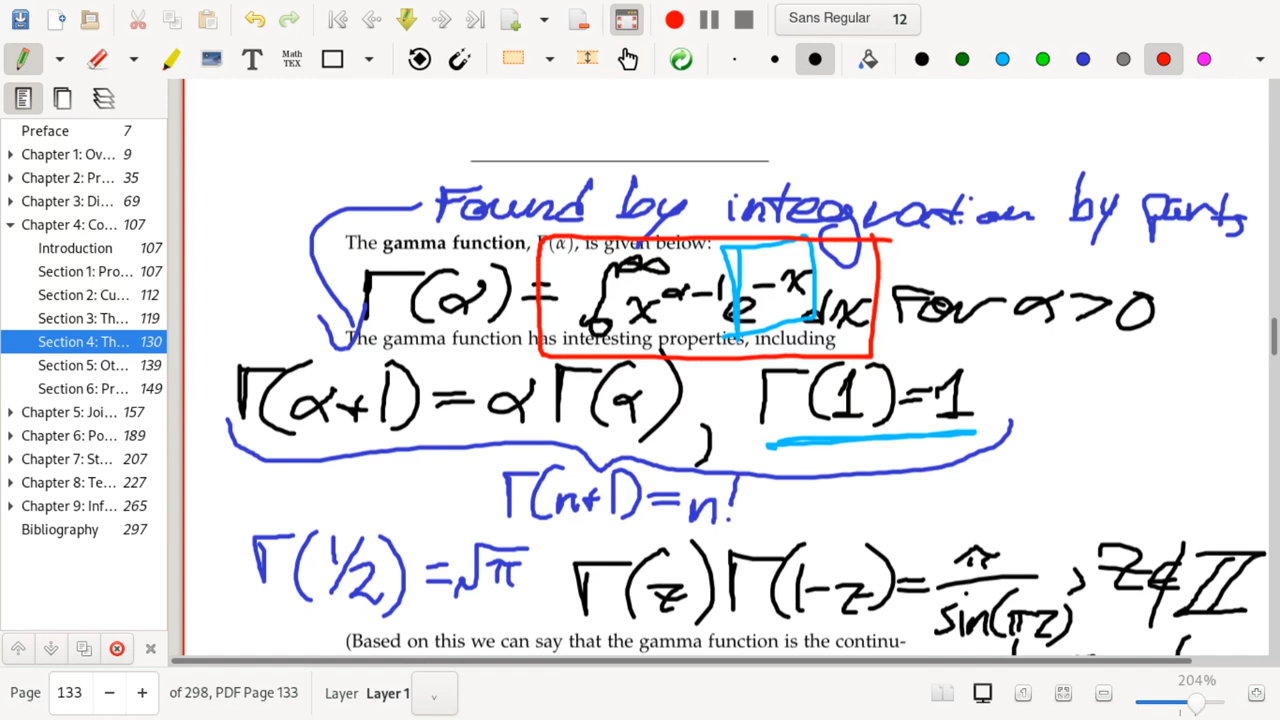 Sans Regular 12
T Math TEX
Preface 7
Chapter 1: Ov... 9
Chapter 2: Pr... 35
Chapter 3: Di... 69
Chapter 4: Co... 107
Introduction 107
Section 1: Pro... 107
Section 2: Cu... 112
Section 3: Th... 119
Section 4: Th... 130
Section 5: Ot... 139
Section 6: Pr... 149
Chapter 5: Joi... 157
Chapter 6: Po... 189
Chapter 7: St... 207
Chapter 8: Te... 227
Chapter 9: Inf... 265
Bibliography 297
Found by integration by parts
The gamma function, Γ(α), is given below:
Γ(α) = ∫₀^∞ x^(α-1) e^(-x) dx For α > 0
The gamma function has interesting properties, including
Γ(α+1) = αΓ(α), Γ(1)=1
Γ(n+1)=n!
Γ(1/2)=√π Γ(z)Γ(1-z)=π/sin(πz), z∉ℤ
(Based on this we can say that the gamma function is the continu-
Page 133 of 298, PDF Page 133 Layer Layer 1 204%